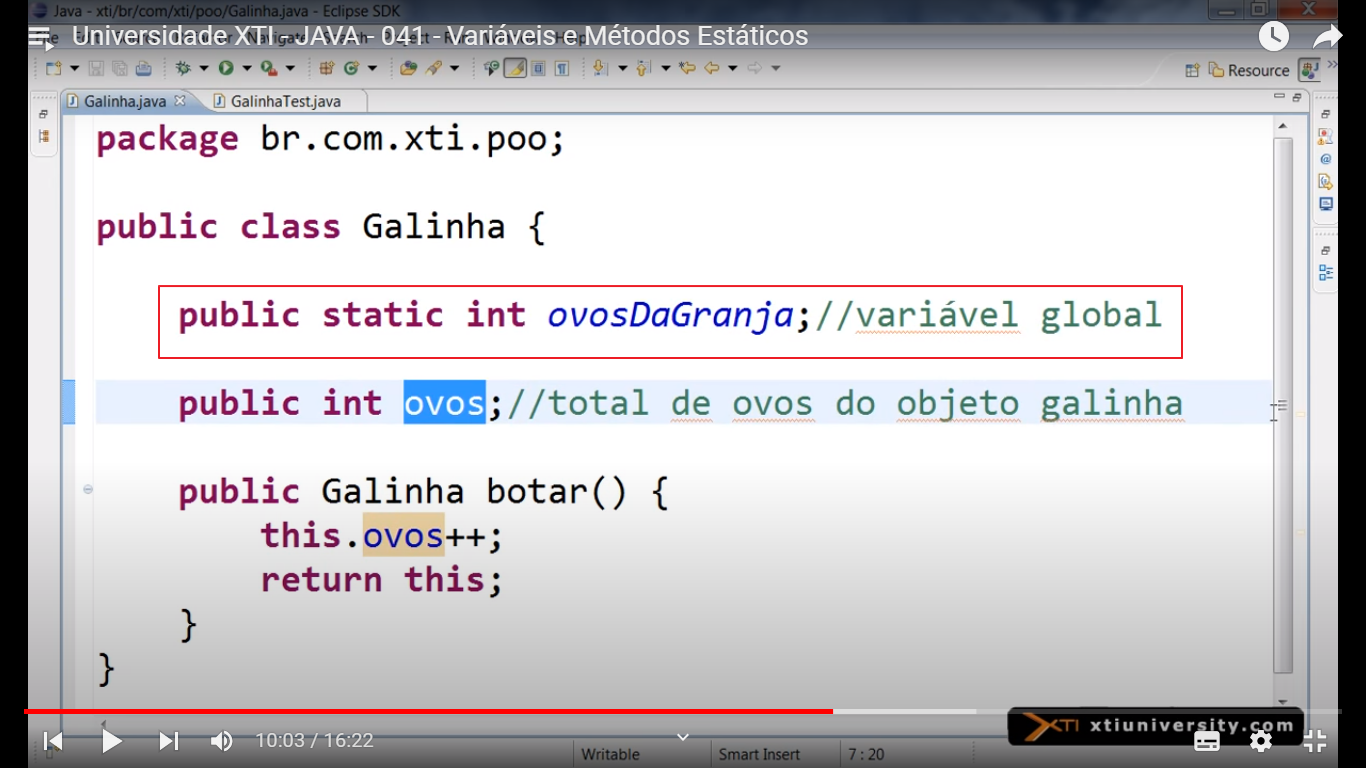 Java - xti/br/com/xti/poo/Galinha.java - Eclipse SDK
Universidade XTI - JAVA - 041 - Variáveis e Métodos Estáticos
Resource
Galinha.java
GalinhaTest.java
package br.com.xti.poo;
public class Galinha {
public static int ovosDaGranja;//variável global
public int ovos;//total de ovos do objeto galinha
public Galinha botar() {
this.ovos++;
return this;
}
}
XTI xtiuniversity.com
10:03 / 16:22
Writable
Smart Insert
7 : 20